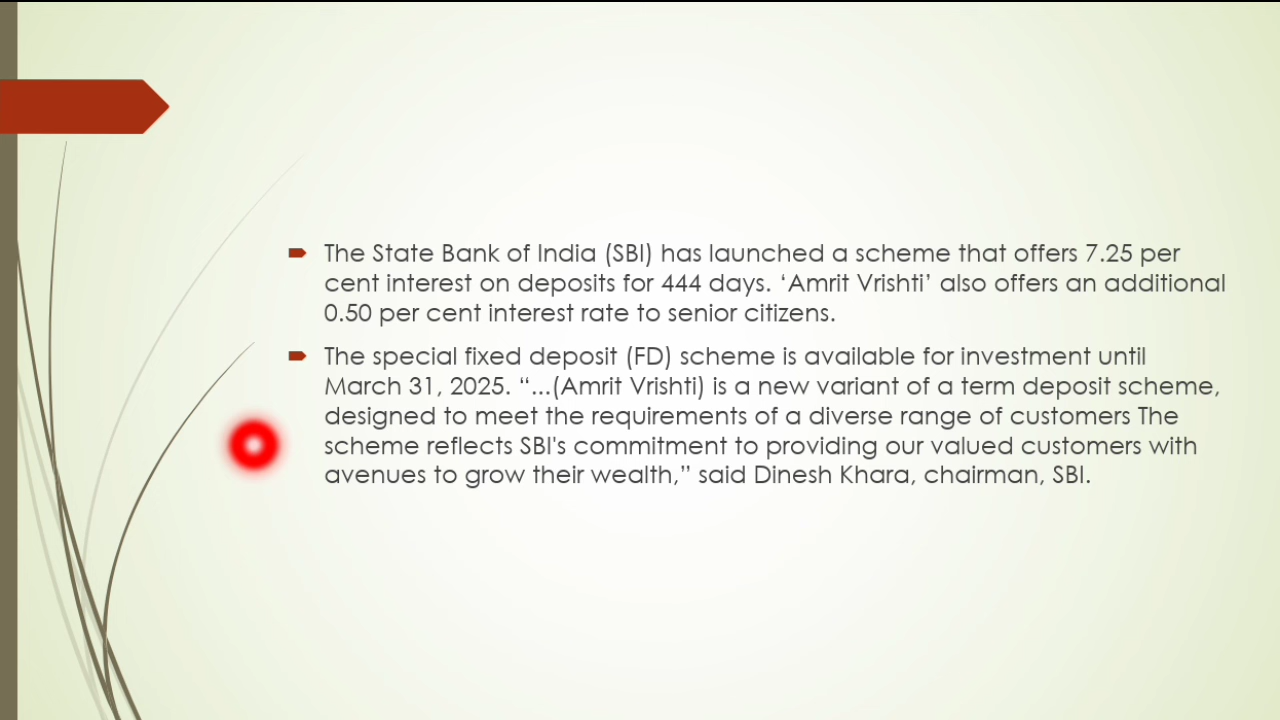 The State Bank of India (SBI) has launched a scheme that offers 7.25 per
cent interest on deposits for 444 days. ‘Amrit Vrishti’ also offers an additional
0.50 per cent interest rate to senior citizens.
The special fixed deposit (FD) scheme is available for investment until
March 31, 2025. “...(Amrit Vrishti) is a new variant of a term deposit scheme,
designed to meet the requirements of a diverse range of customers The
scheme reflects SBI's commitment to providing our valued customers with
avenues to grow their wealth,” said Dinesh Khara, chairman, SBI.